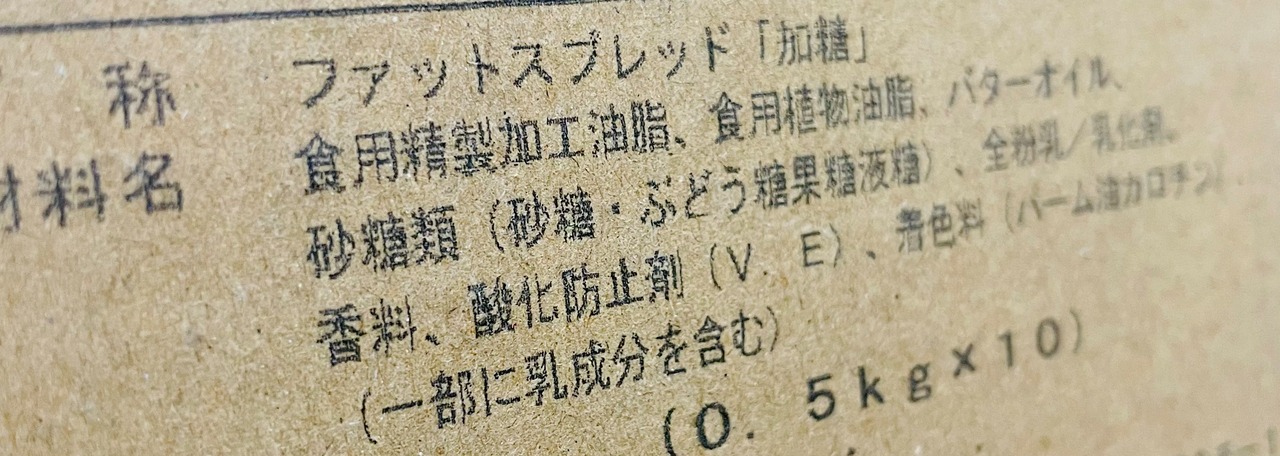 称 ファットスプレッド「加糖」
材料名 食用精製加工油脂、食用植物油脂、バターオイル、
砂糖類（砂糖・ぶどう糖果糖液糖）、全粉乳／乳化剤、
香料、酸化防止剤（V．E）、着色料（パーム油カロチン）
（一部に乳成分を含む）
（0．5kg×10）